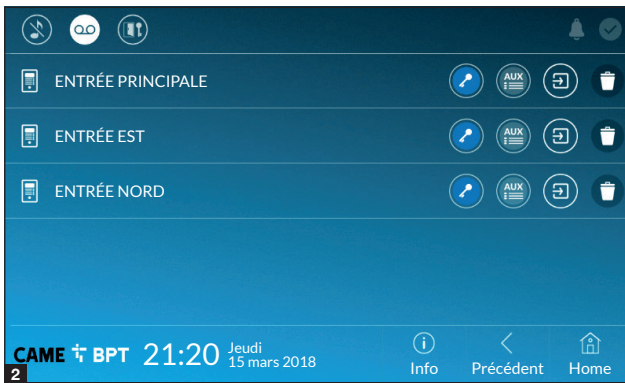 ENTRÉE PRINCIPALE AUX
ENTRÉE EST AUX
ENTRÉE NORD AUX
CAME BPT 21:20 Jeudi
15 mars 2018
Info Précédent Home
2